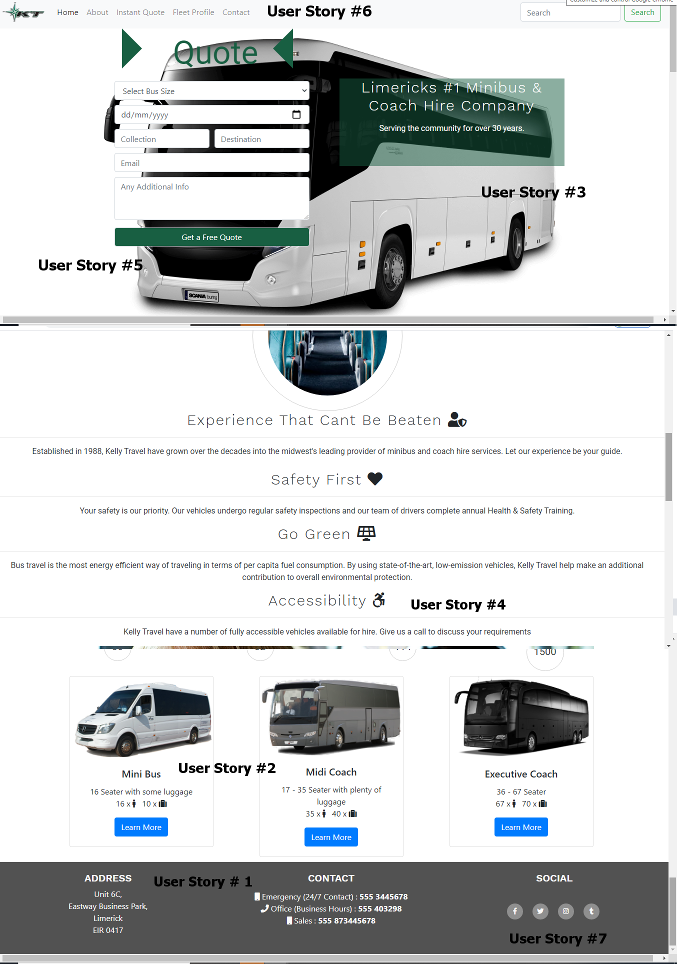 KT Home About Instant Quote Fleet Profile Contact User Story #6 Search Search
Quote
Select Bus Size
Limericks #1 Minibus &
Coach Hire Company
dd/mm/yyyy
Serving the community for over 30 years.
Collection Destination
Email
Any Additional Info
User Story #3
Get a Free Quote
User Story #5
SCANIA touring
Experience That Cant Be Beaten
Established in 1988, Kelly Travel have grown over the decades into the midwest's leading provider of minibus and coach hire services. Let our experience be your guide.
Safety First
Your safety is our priority. Our vehicles undergo regular safety inspections and our team of drivers complete annual Health & Safety Training.
Go Green
Bus travel is the most energy efficient way of traveling in terms of per capita fuel consumption. By using state-of-the-art, low-emission vehicles, Kelly Travel help make an additional
contribution to overall environmental protection.
Accessibility
User Story #4
Kelly Travel have a number of fully accessible vehicles available for hire. Give us a call to discuss your requirements
1500
Mini Bus Midi Coach Executive Coach
User Story #2
16 Seater with some luggage
16 x 10 x
17 - 35 Seater with plenty of
luggage
35 x 40 x
36 - 67 Seater
67 x 70 x
Learn More Learn More Learn More
ADDRESS
Unit 6C,
Eastway Business Park,
Limerick
EIR 0417
User Story # 1
CONTACT
Emergency (24/7 Contact) : 555 3445678
Office (Business Hours) : 555 403298
Sales : 555 873445678
SOCIAL
User Story #7